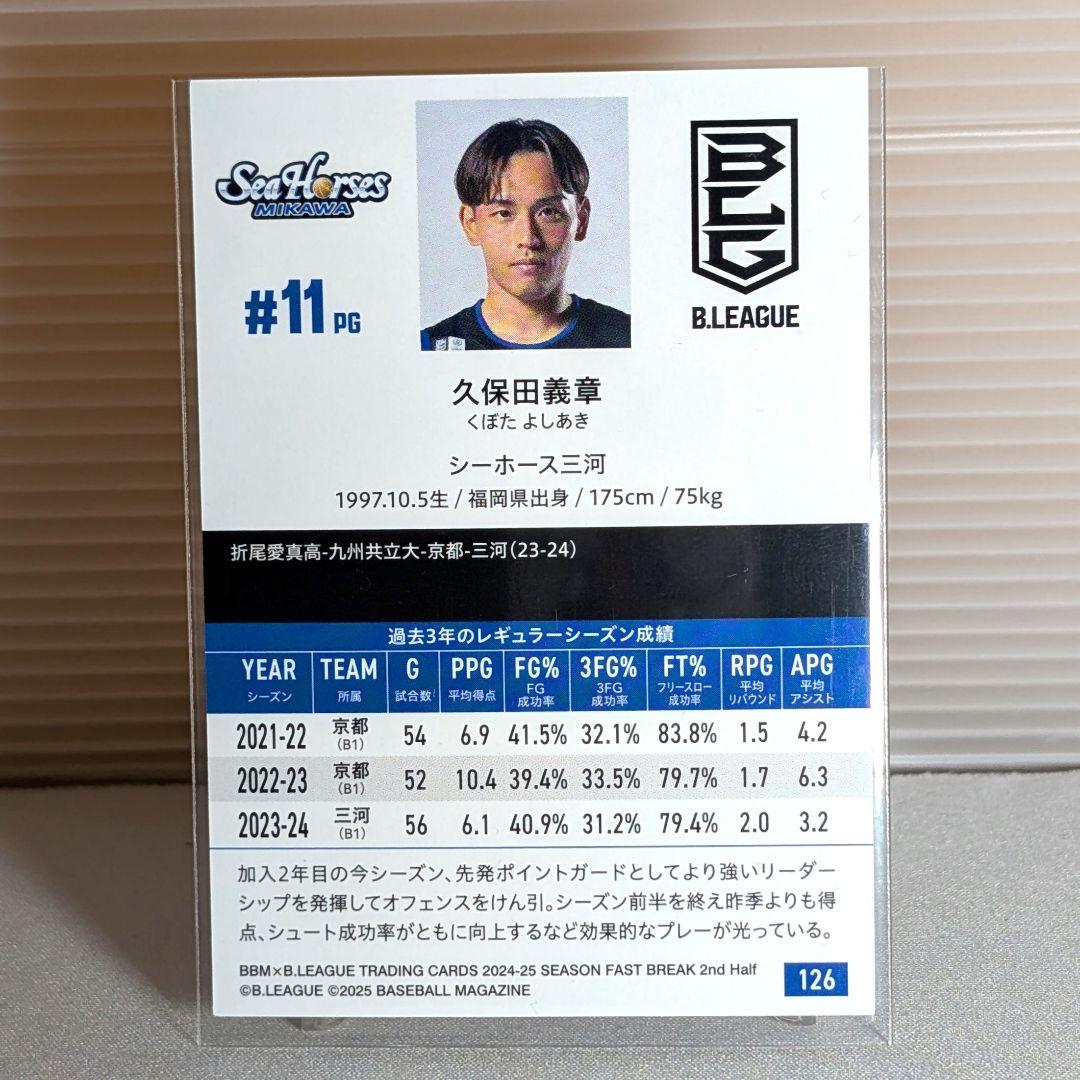 SeaHorses
MIKAWA
#11 PG
BLG
B.LEAGUE
久保田義章
くぼた よしあき
シーホース三河
1997.10.5生 / 福岡県出身 / 175cm / 75kg
折尾愛真高-九州共立大-京都-三河(23-24)
過去3年のレギュラーシーズン成績
YEAR TEAM G PPG FG% 3FG% FT% RPG APG
シーズン 所属 試合数 平均得点 FG成功率 3FG成功率 フリースロー成功率 平均リバウンド 平均アシスト
2021-22 京都(B1) 54 6.9 41.5% 32.1% 83.8% 1.5 4.2
2022-23 京都(B1) 52 10.4 39.4% 33.5% 79.7% 1.7 6.3
2023-24 三河(B1) 56 6.1 40.9% 31.2% 79.4% 2.0 3.2
加入2年目の今シーズン、先発ポイントガードとしてより強いリーダー
シップを発揮してオフェンスをけん引。シーズン前半を終え昨季よりも得
点、シュート成功率がともに向上するなど効果的なプレーが光っている。
BBM×B.LEAGUE TRADING CARDS 2024-25 SEASON FAST BREAK 2nd Half
©B.LEAGUE ©2025 BASEBALL MAGAZINE
126